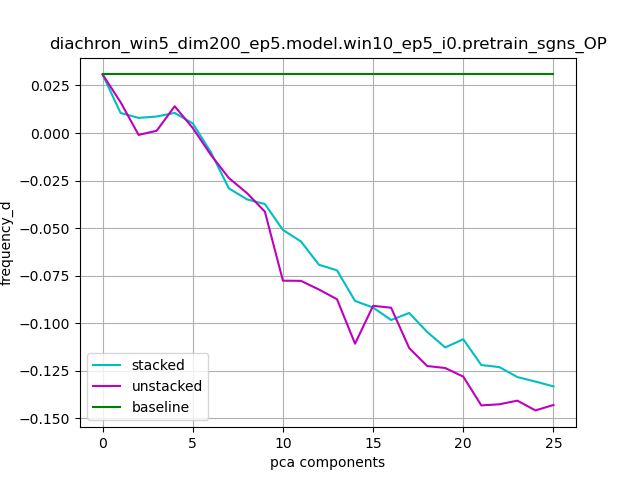 diachron_win5_dim200_ep5.model.win10_ep5_i0.pretrain_sgns_OP
frequency_d
0.025
0.000
−0.025
−0.050
−0.075
−0.100
−0.125
−0.150
stacked
unstacked
baseline
0 5 10 15 20 25
pca components